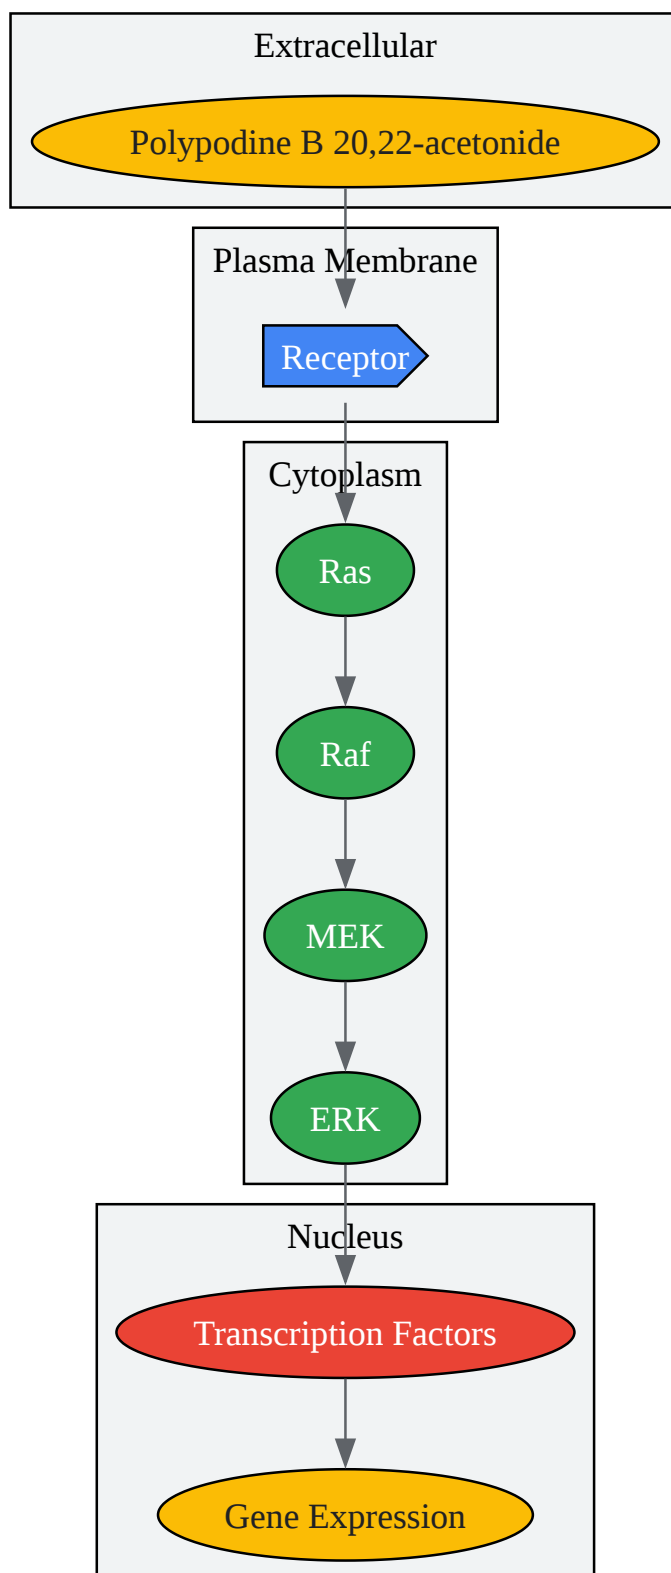 Extracellular
Polypodine B 20,22-acetonide
Plasma Membrane
Receptor
Cytoplasm
Ras
Raf
MEK
ERK
Nucleus
Transcription Factors
Gene Expression